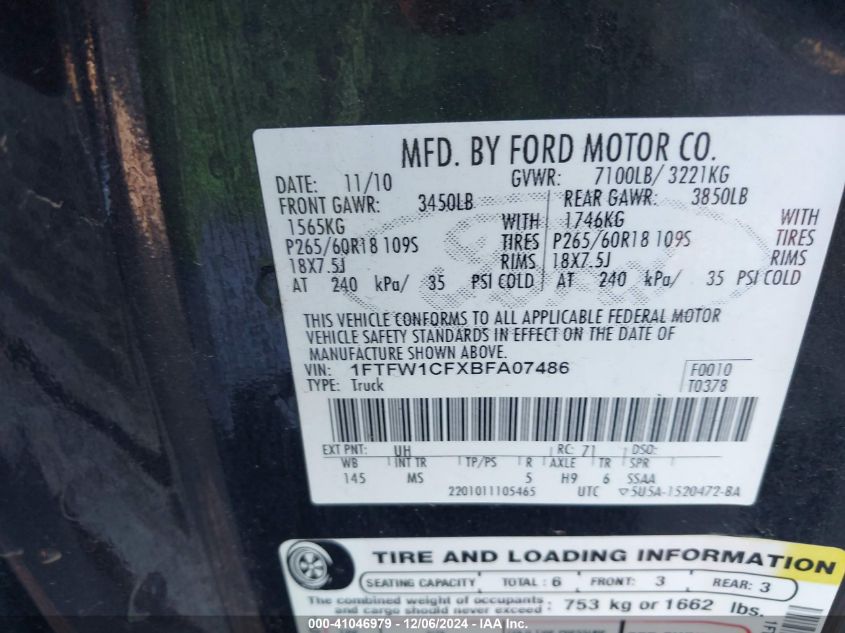 MFD. BY FORD MOTOR CO.
DATE: 11/10 GVWR: 7100LB/ 3221KG
FRONT GAWR: 3450LB REAR GAWR: 3850LB
1565KG WITH 1746KG WITH
P265/60R18 109S TIRES P265/60R18 109S TIRES
18X7.5J RIMS 18X7.5J RIMS
AT 240 kPa/ 35 PSI COLD AT 240 kPa/ 35 PSI COLD
THIS VEHICLE CONFORMS TO ALL APPLICABLE FEDERAL MOTOR
VEHICLE SAFETY STANDARDS IN EFFECT ON THE DATE OF
MANUFACTURE SHOWN ABOVE.
VIN: 1FTFW1CFXBFA07486 F0010
TYPE: Truck T0378
EXT PNT: UH RC: 71 DSO:
WB INT TR TP/PS R AXLE TR SPR
145 MS 5 H9 6 SSAA
2201011105465 UTC ▽5U5A-1520472-BA
TIRE AND LOADING INFORMATION
SEATING CAPACITY TOTAL : 6 FRONT: 3 REAR: 3
The combined weight of occupants
and cargo should never exceed : 753 kg or 1662 lbs.
000-41046979 - 12/06/2024 - IAA Inc.